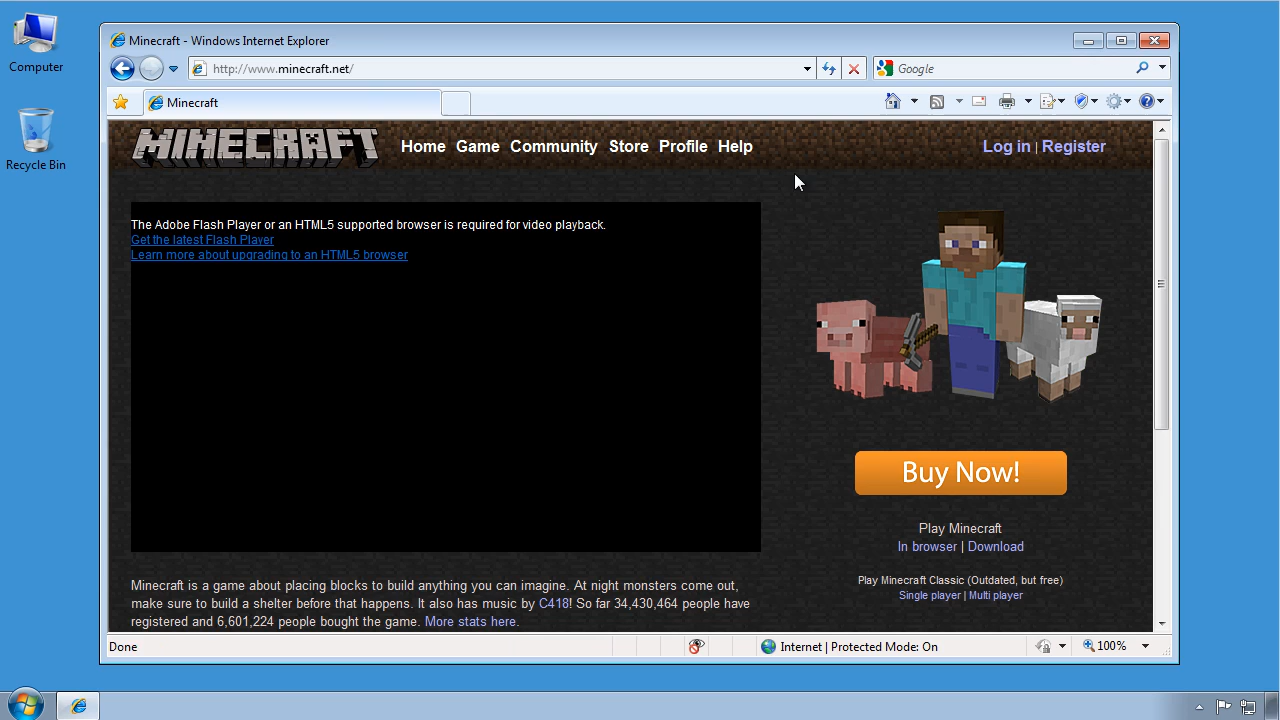 Computer
Recycle Bin
Minecraft - Windows Internet Explorer
http://www.minecraft.net/
Google
Minecraft
MINECRAFT
Home Game Community Store Profile Help
Log in | Register
The Adobe Flash Player or an HTML5 supported browser is required for video playback.
Get the latest Flash Player
Learn more about upgrading to an HTML5 browser
Buy Now!
Play Minecraft
In browser | Download
Play Minecraft Classic (Outdated, but free)
Single player | Multi player
Minecraft is a game about placing blocks to build anything you can imagine. At night monsters come out,
make sure to build a shelter before that happens. It also has music by C418! So far 34,430,464 people have
registered and 6,601,224 people bought the game. More stats here.
Done
Internet | Protected Mode: On
100%